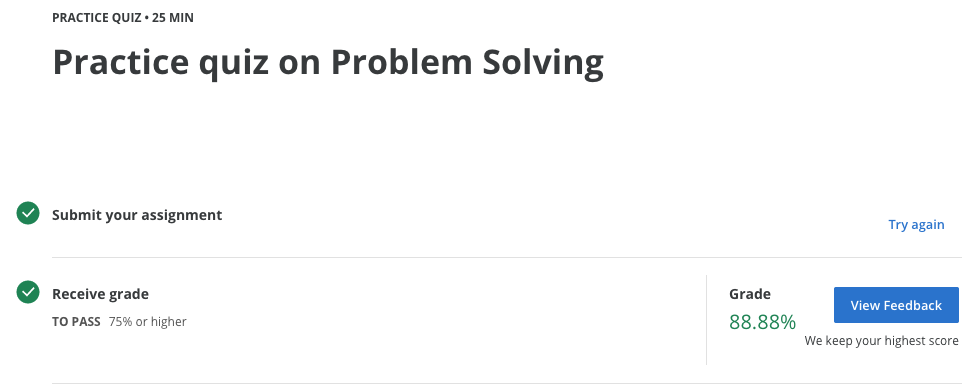 PRACTICE QUIZ • 25 MIN
Practice quiz on Problem Solving
Submit your assignment
Try again
Receive grade
TO PASS 75% or higher
Grade
88.88%
View Feedback
We keep your highest score